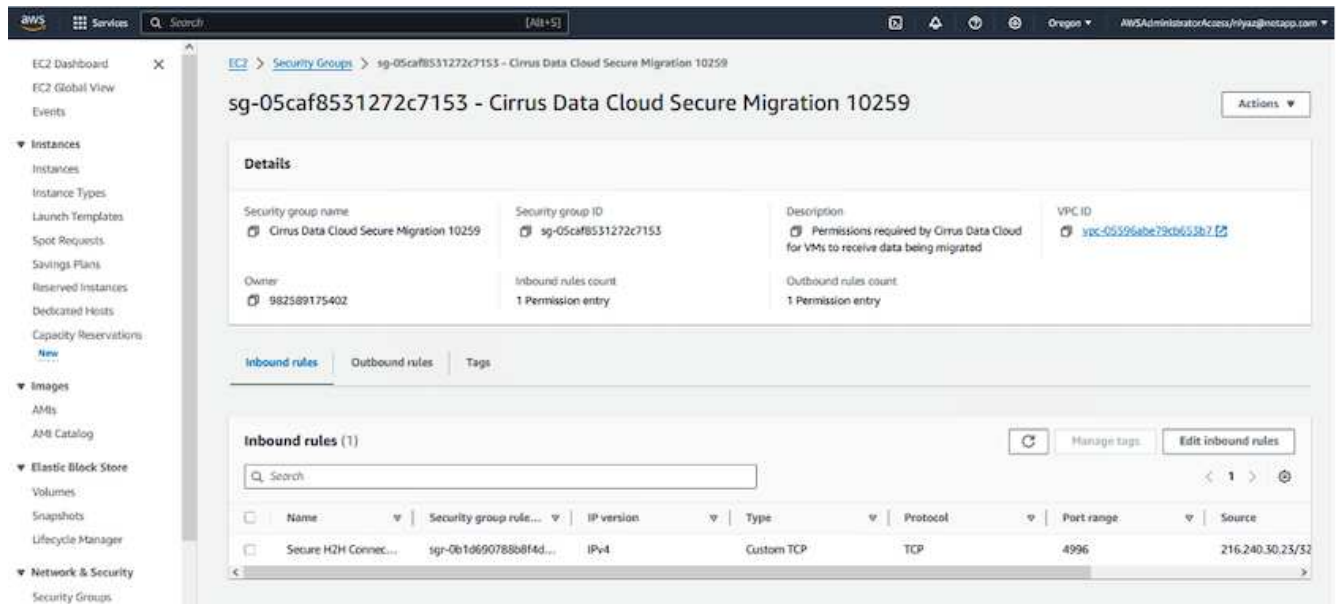 aws Services Search [Alt+S] Oregon ▼ AWSAdministratorAccess/niyaz@netapp.com ▼
EC2 Dashboard
EC2 Global View
Events
▼ Instances
Instances
Instance Types
Launch Templates
Spot Requests
Savings Plans
Reserved Instances
Dedicated Hosts
Capacity Reservations
New
▼ Images
AMIs
AMI Catalog
▼ Elastic Block Store
Volumes
Snapshots
Lifecycle Manager
▼ Network & Security
Security Groups
EC2 > Security Groups > sg-05caf8531272c7153 - Cirrus Data Cloud Secure Migration 10259
sg-05caf8531272c7153 - Cirrus Data Cloud Secure Migration 10259
Actions ▼
Details
Security group name
Cirrus Data Cloud Secure Migration 10259
Security group ID
sg-05caf8531272c7153
Description
Permissions required by Cirrus Data Cloud
for VMs to receive data being migrated
VPC ID
vpc-05596abe79cb653b7
Owner
982589175402
Inbound rules count
1 Permission entry
Outbound rules count
1 Permission entry
Inbound rules Outbound rules Tags
Inbound rules (1)
Manage tags Edit inbound rules
Search
< 1 >
Name Security group rule... IP version Type Protocol Port range Source
Secure H2H Connec... sgr-0b1d690788b8f4d... IPv4 Custom TCP TCP 4996 216.240.30.23/32